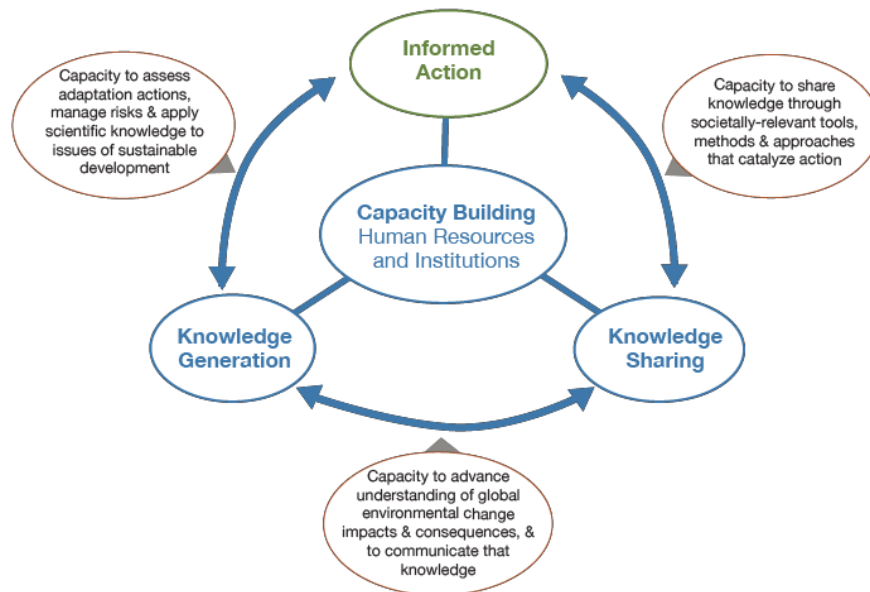 Informed
Action
Capacity to assess
adaptation actions,
manage risks & apply
scientific knowledge to
issues of sustainable
development
Capacity to share
knowledge through
societally-relevant tools,
methods & approaches
that catalyze action
Capacity Building
Human Resources
and Institutions
Knowledge
Generation
Knowledge
Sharing
Capacity to advance
understanding of global
environmental change
impacts & consequences, &
to communicate that
knowledge